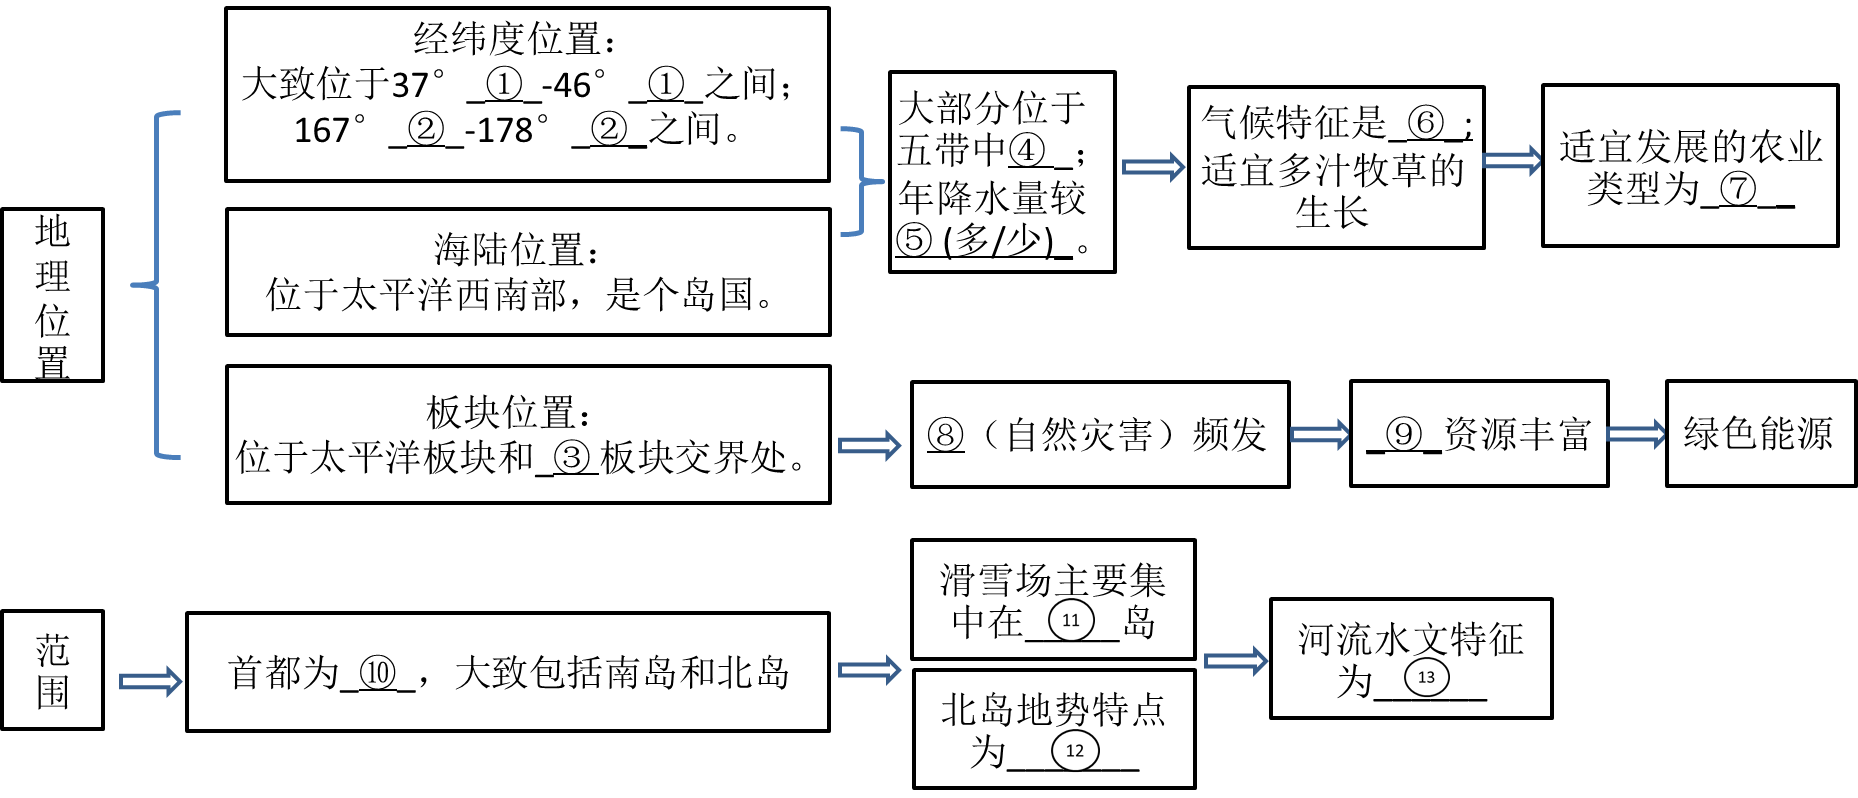 地
理
位
置
经纬度位置：
大致位于37° _①_-46° _①_之间；
167° _②_-178° _②_之间。
海陆位置：
位于太平洋西南部，是个岛国。
板块位置：
位于太平洋板块和_③板块交界处。
大部分位于
五带中④_；
年降水量较
⑤(多/少)_。
气候特征是_⑥_;
适宜多汁牧草的
生长
适宜发展的农业
类型为_⑦__
⑧（自然灾害）频发
_⑨_资源丰富
绿色能源
范
围
首都为_⑩_，大致包括南岛和北岛
滑雪场主要集
中在__⑪__岛
北岛地势特点
为___⑫___
河流水文特征
为__⑬___